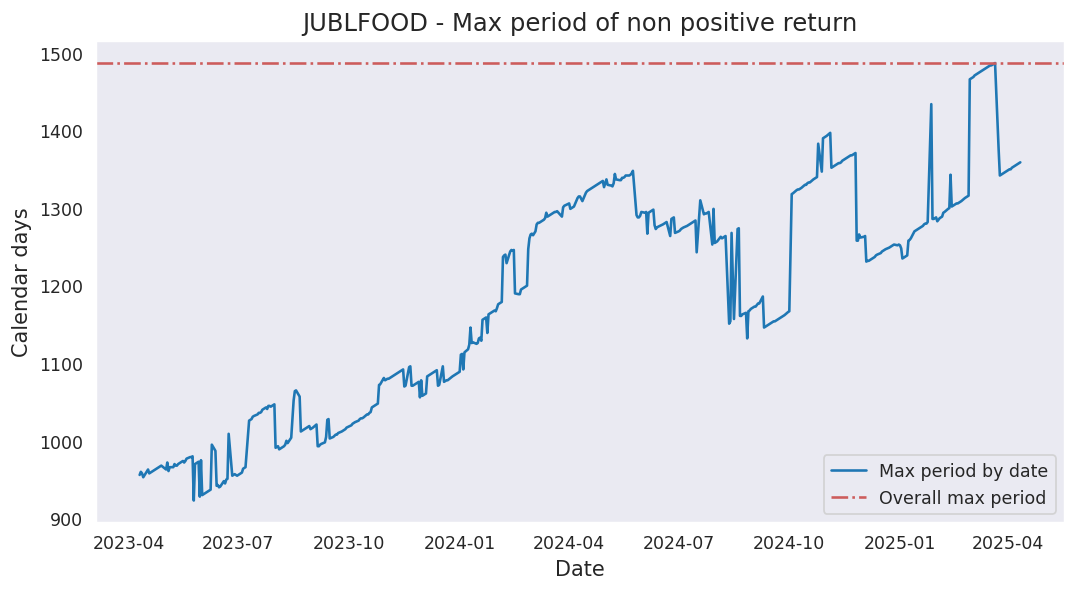 JUBLFOOD - Max period of non positive return
Calendar days
1500
1400
1300
1200
1100
1000
900
2023-04 2023-07 2023-10 2024-01 2024-04 2024-07 2024-10 2025-01 2025-04
Date
Max period by date
Overall max period